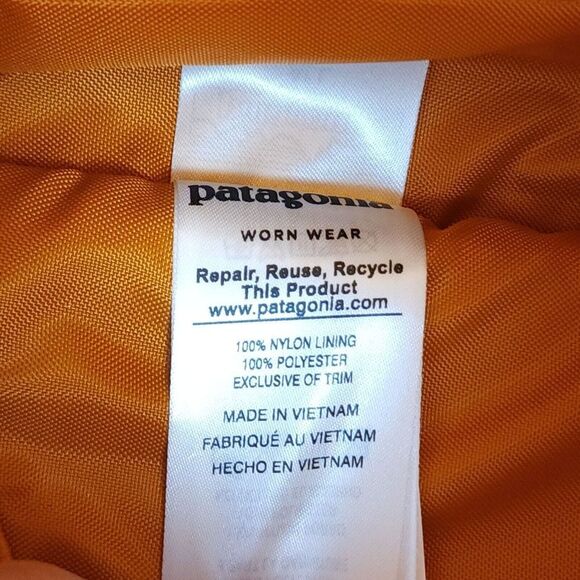 patagonia
WORN WEAR
Repair, Reuse, Recycle
This Product
www.patagonia.com
100% NYLON LINING
100% POLYESTER
EXCLUSIVE OF TRIM
MADE IN VIETNAM
FABRIQUÉ AU VIETNAM
HECHO EN VIETNAM